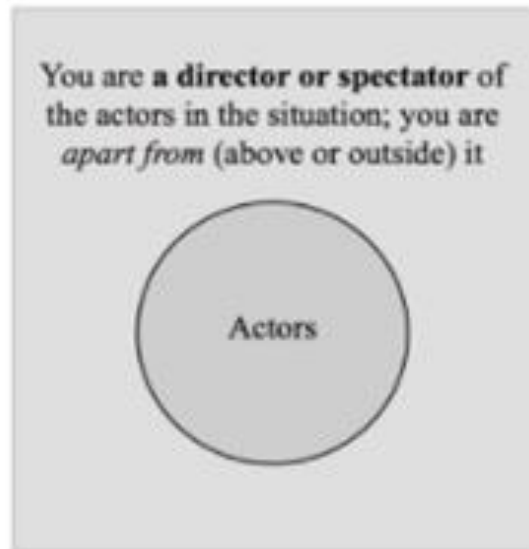 You are a director or spectator of
the actors in the situation; you are
apart from (above or outside) it
Actors